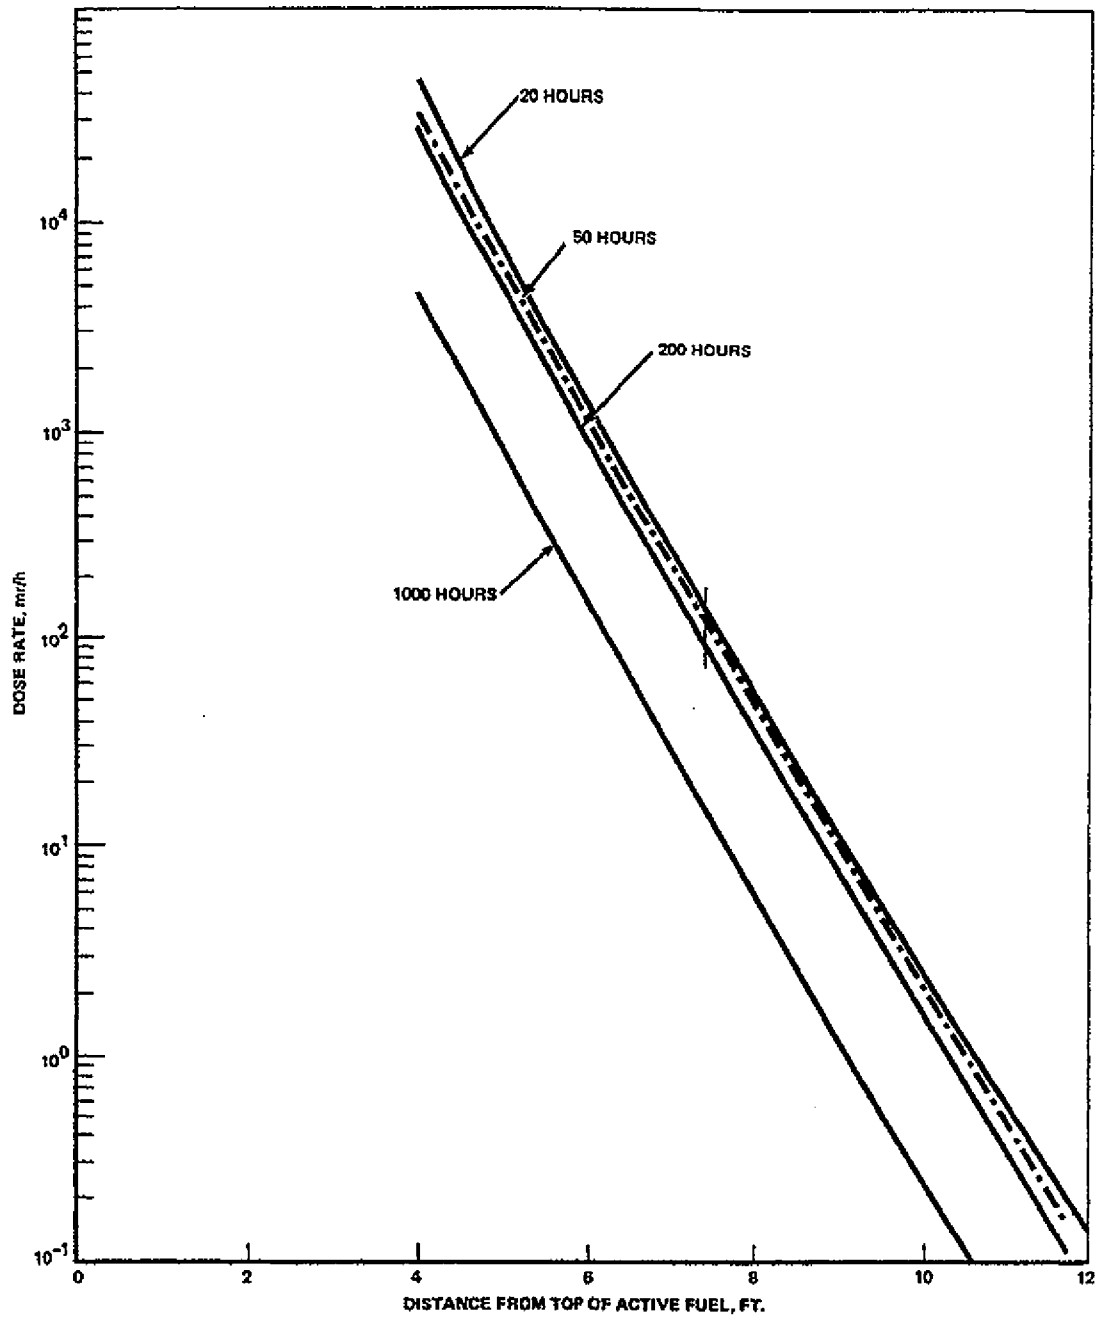 20 HOURS
10⁴
50 HOURS
200 HOURS
10³
1000 HOURS
10²
DOSE RATE, mr/h
10¹
10⁰
10⁻¹
0 2 4 6 8 10 12
DISTANCE FROM TOP OF ACTIVE FUEL, FT.